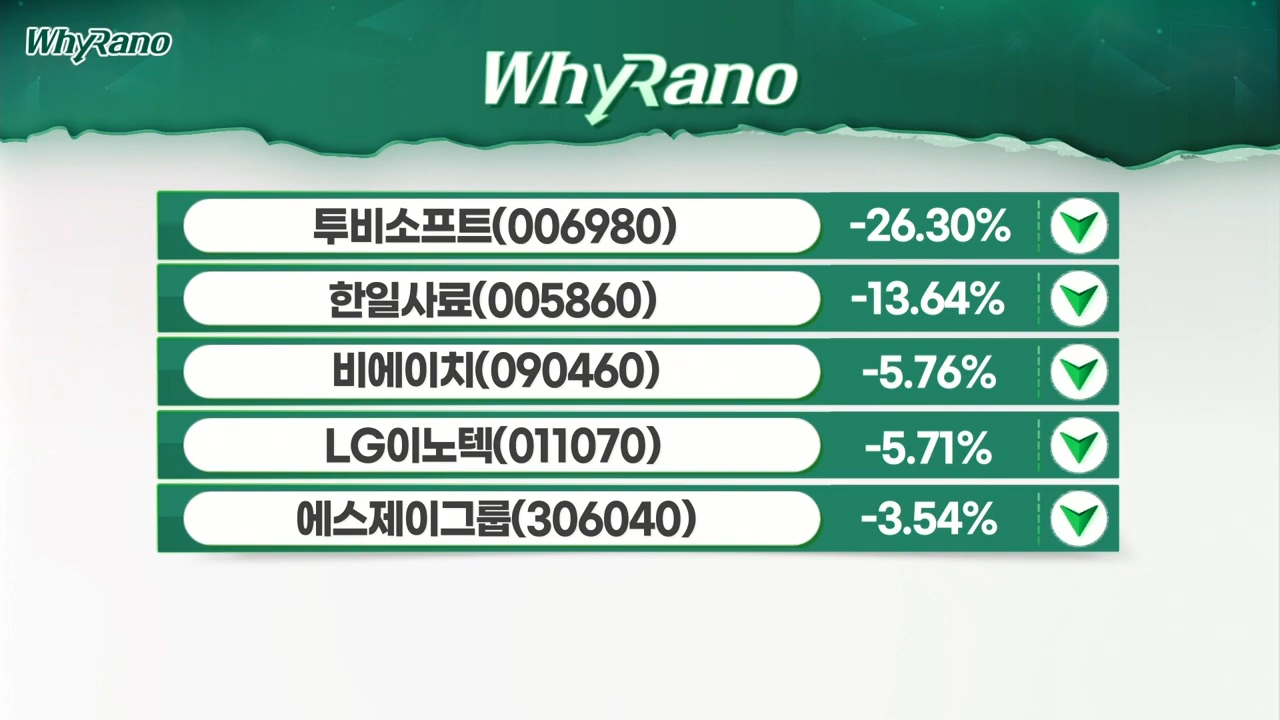 WhyRano
WhyRano
투비소프트(006980) -26.30%
한일사료(005860) -13.64%
비에이치(090460) -5.76%
LG이노텍(011070) -5.71%
에스제이그룹(306040) -3.54%